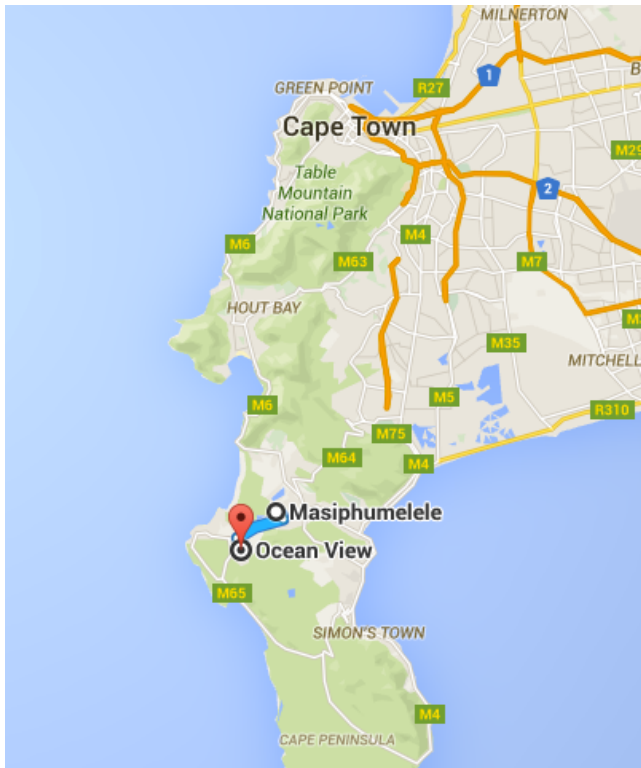 MILNERTON
1
B
R27
GREEN POINT
Cape Town
M29
Table
Mountain
National Park
2
M6
M4
M63
M7
HOUT BAY
M3
M35
MITCHELL
M5
M6
R310
M75
M64
M4
Masiphumelele
Ocean View
M65
SIMON'S TOWN
M4
CAPE PENINSULA